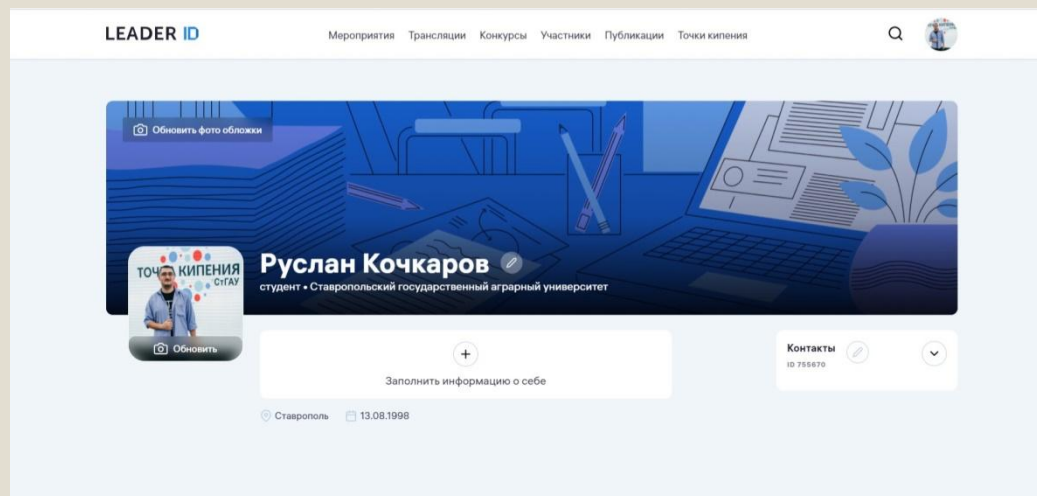 LEADER ID
Мероприятия Трансляции Конкурсы Участники Публикации Точки кипения
Обновить фото обложки
ТОЧКА КИПЕНИЯ
СтГАУ
Руслан Кочкаров
студент • Ставропольский государственный аграрный университет
Обновить
Заполнить информацию о себе
Контакты
ID 755670
Ставрополь 13.08.1998